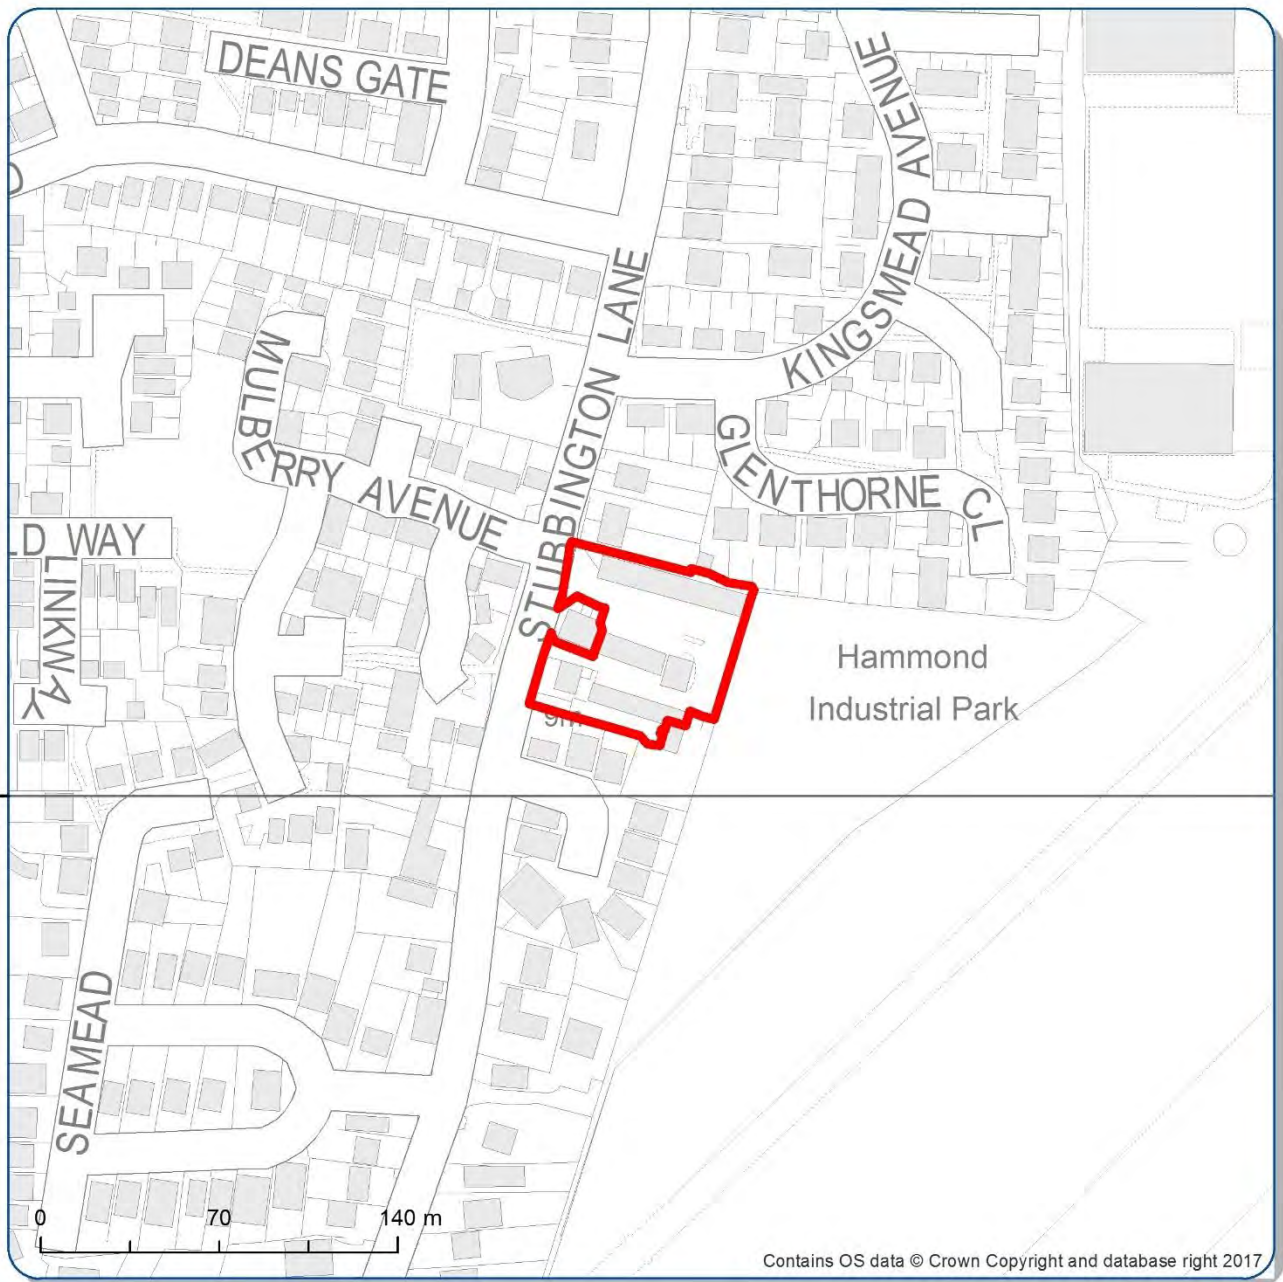 DEANS GATE
KINGSMEAD AVENUE
STUBBINGTON LANE
MULBERRY AVENUE
GLENTHORNE CL
LD WAY
LINKWAY
Hammond
Industrial Park
SEAMEAD
0 70 140 m
Contains OS data © Crown Copyright and database right 2017